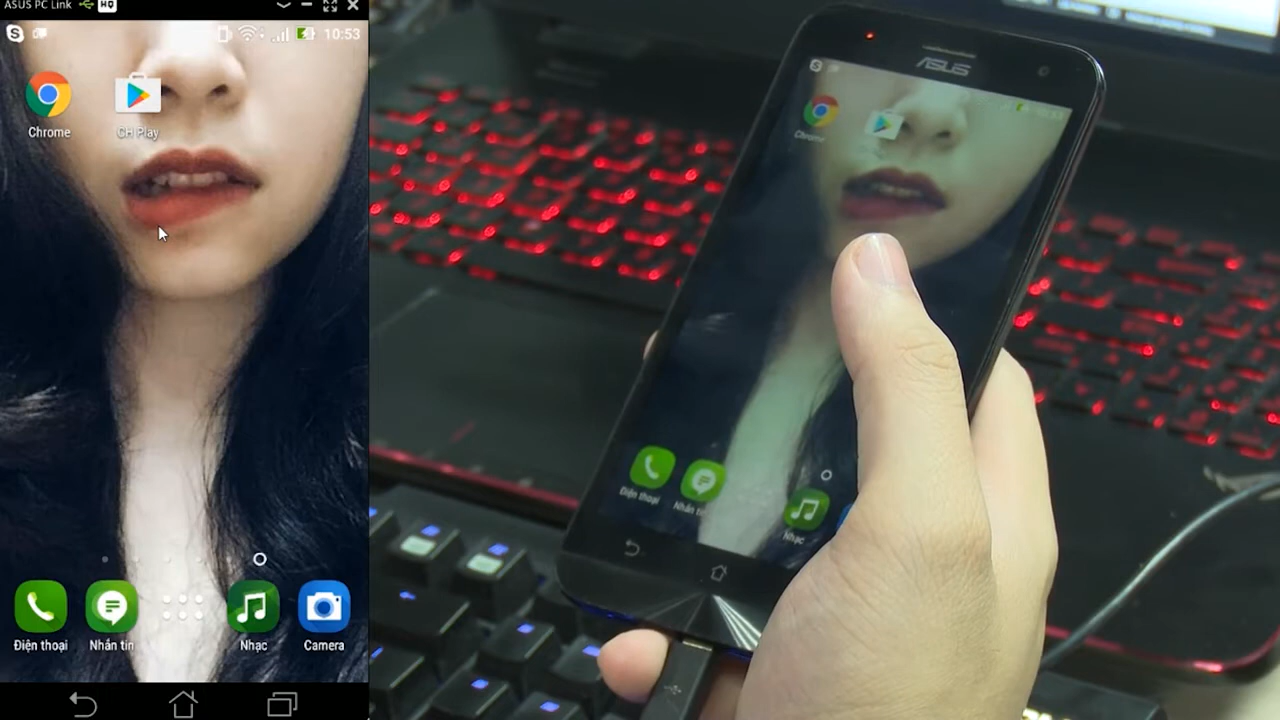 ASUS PC Link HQ
10:53
Chrome
CH Play
Điện thoại
Nhắn tin
Nhạc
Camera
ASUS
Chrome
Điện thoại
Nhắn tin
Nhạc